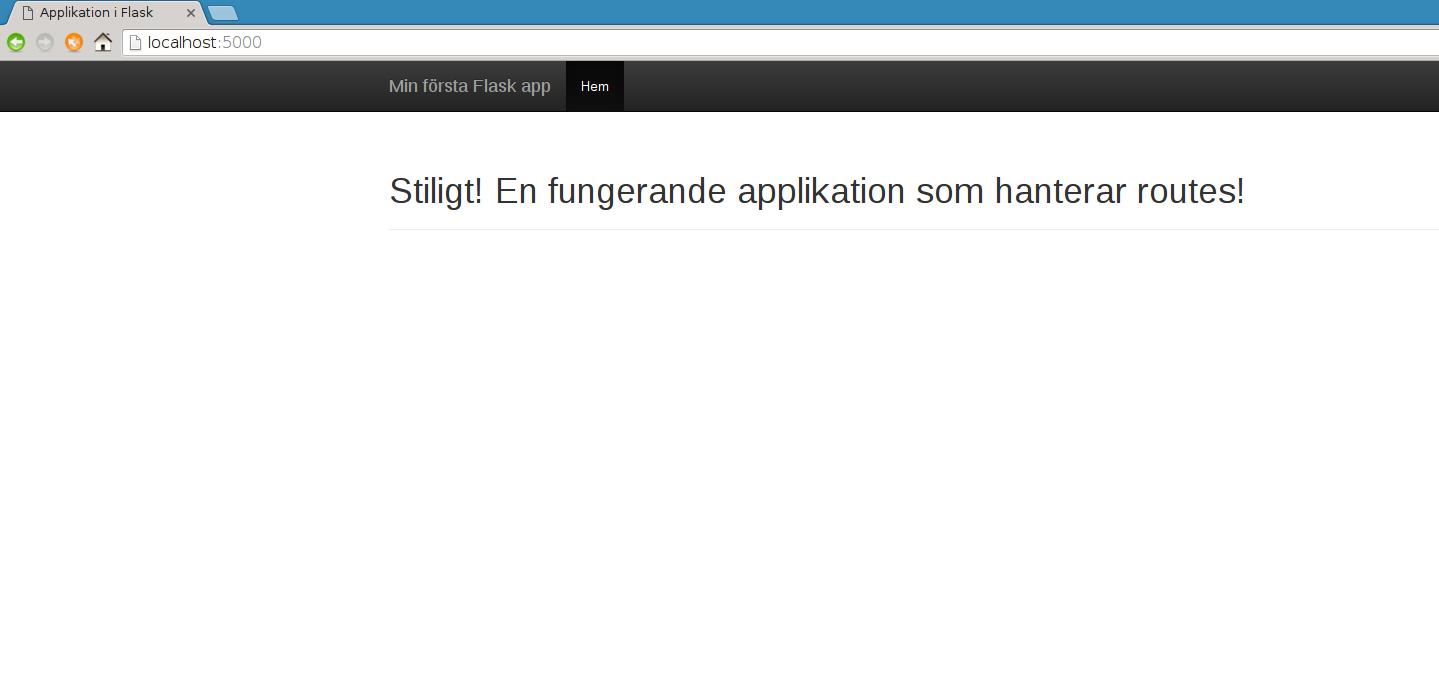 Applikation i Flask
localhost:5000
Min första Flask app Hem
Stiligt! En fungerande applikation som hanterar routes!